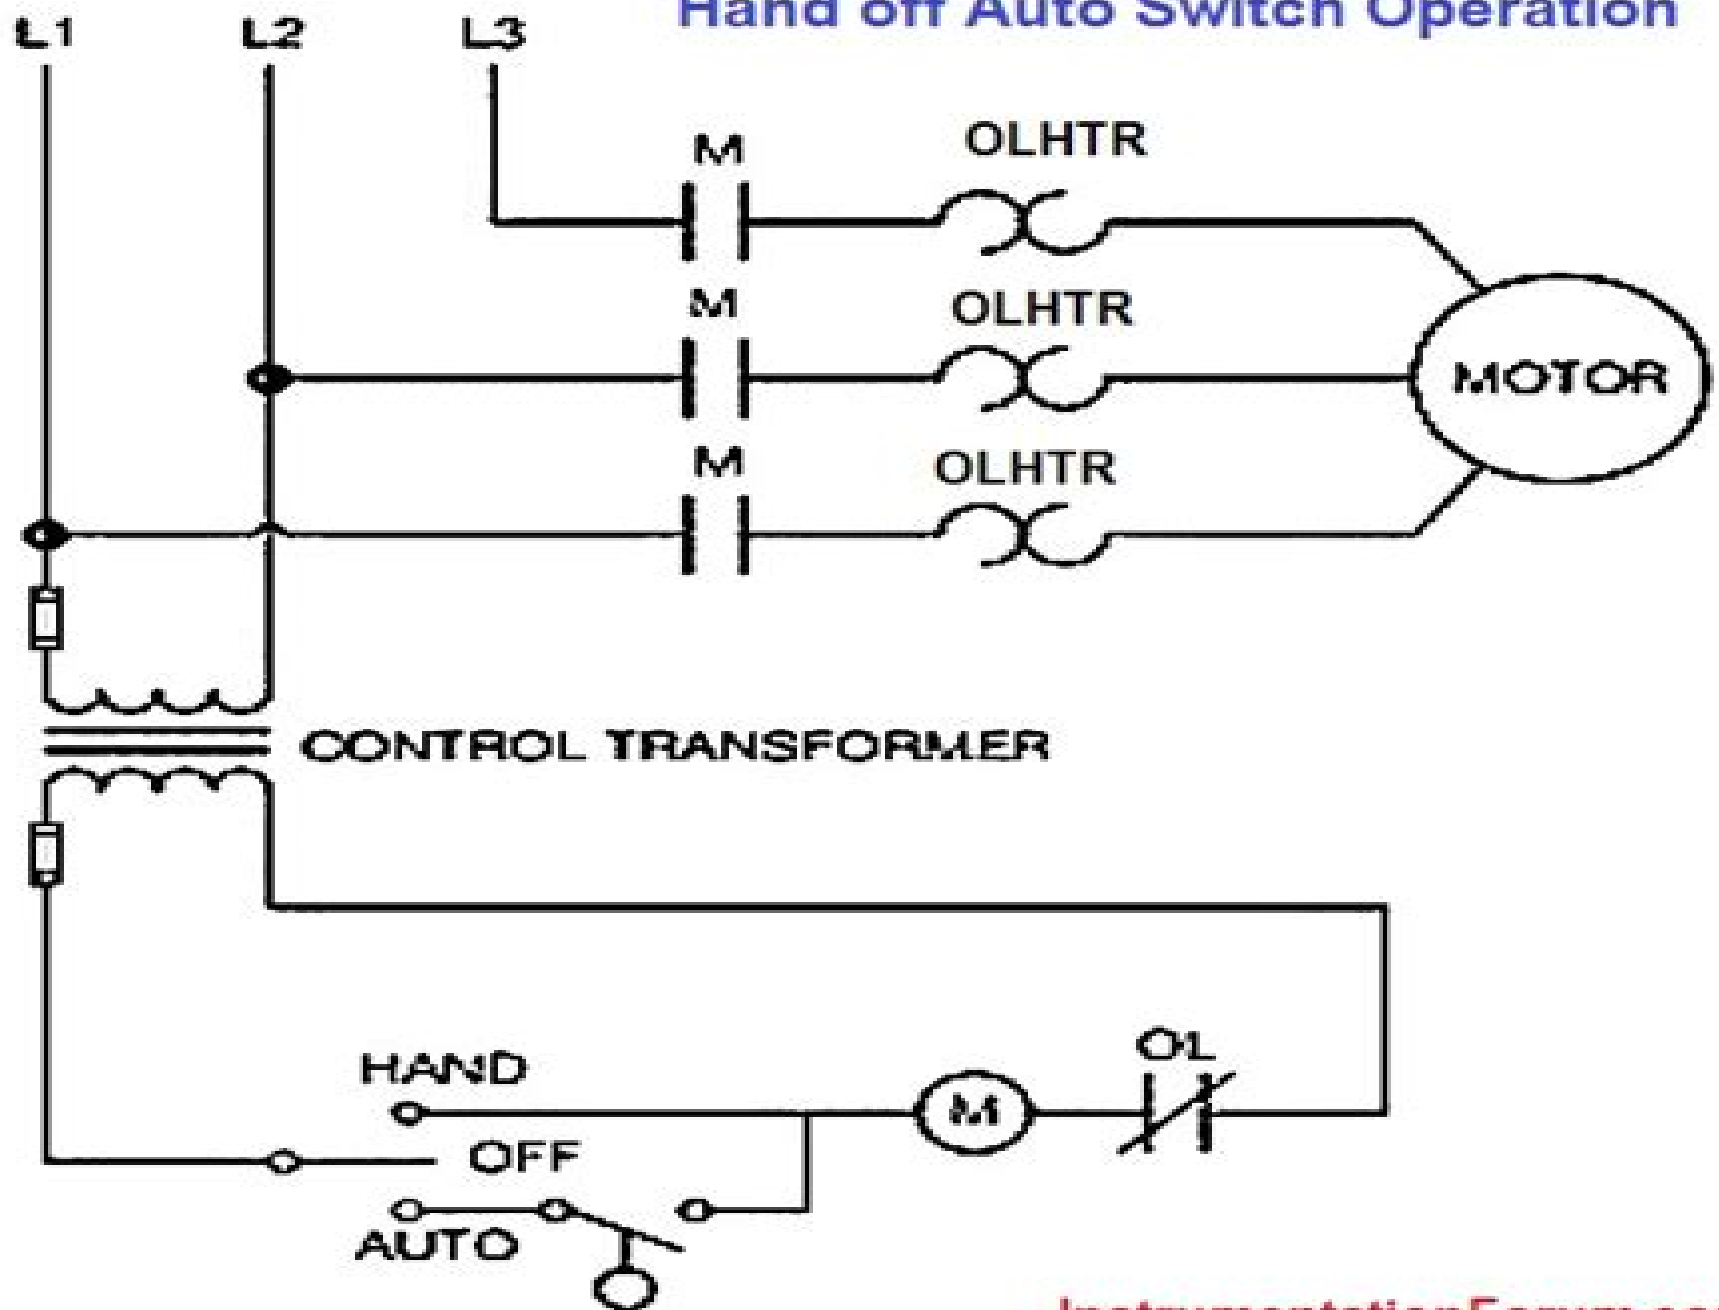 Hand off Auto Switch Operation
L1 L2 L3
M OLHTR
M OLHTR
MOTOR
M OLHTR
CONTROL TRANSFORMER
HAND
OL
M
OFF
AUTO